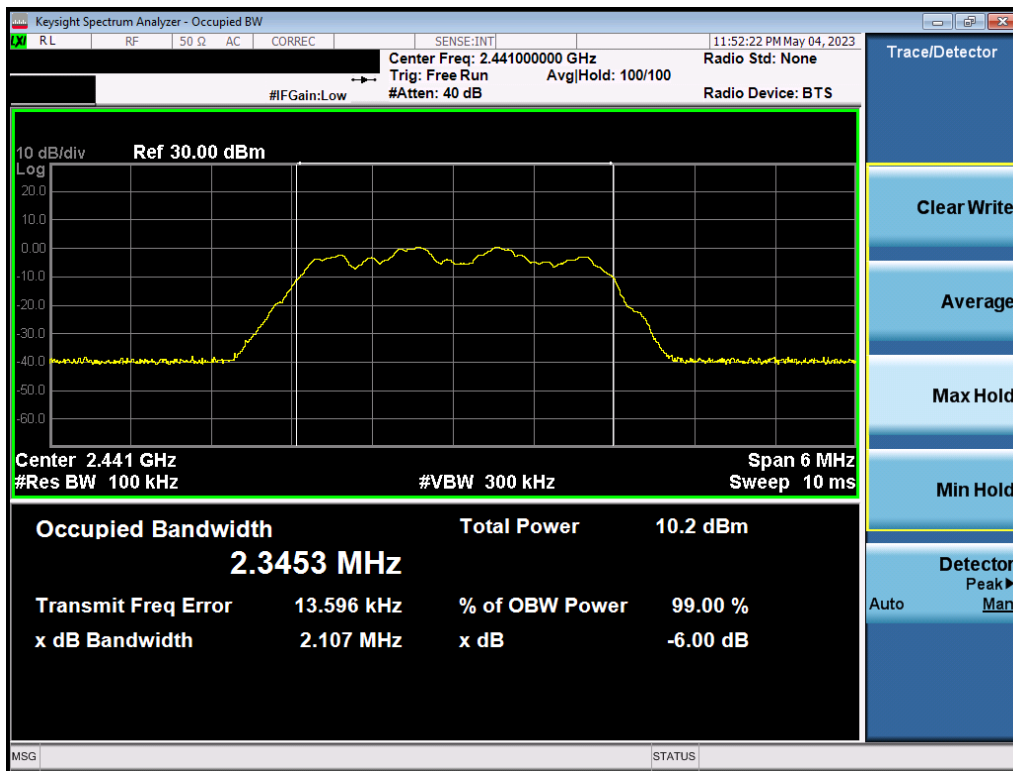 Keysight Spectrum Analyzer - Occupied BW
LXI RL RF 50 Ω AC CORREC SENSE:INT 11:52:22 PM May 04, 2023
Center Freq: 2.441000000 GHz Radio Std: None
Trig: Free Run Avg|Hold: 100/100
#IFGain:Low #Atten: 40 dB Radio Device: BTS
Trace/Detector
10 dB/div Ref 30.00 dBm
Log
20.0
10.0
0.00
-10.0
-20.0
-30.0
-40.0
-50.0
-60.0
Center 2.441 GHz Span 6 MHz
#Res BW 100 kHz #VBW 300 kHz Sweep 10 ms
Occupied Bandwidth Total Power 10.2 dBm
2.3453 MHz
Transmit Freq Error 13.596 kHz % of OBW Power 99.00 %
x dB Bandwidth 2.107 MHz x dB -6.00 dB
Clear Write
Average
Max Hold
Min Hold
Detector
Peak▶
Auto Man
MSG STATUS